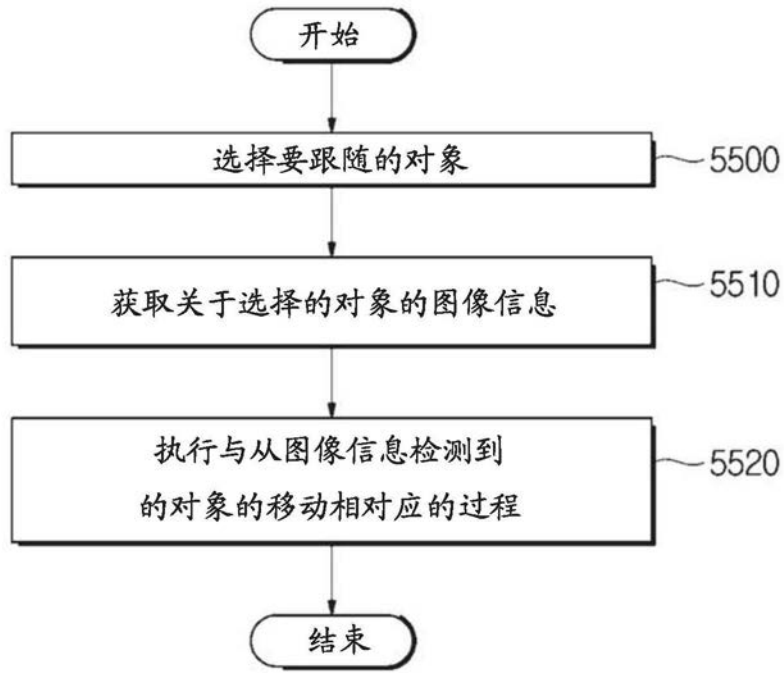 开始
选择要跟随的对象
5500
获取关于选择的对象的图像信息
5510
执行与从图像信息检测到
的对象的移动相对应的过程
5520
结束